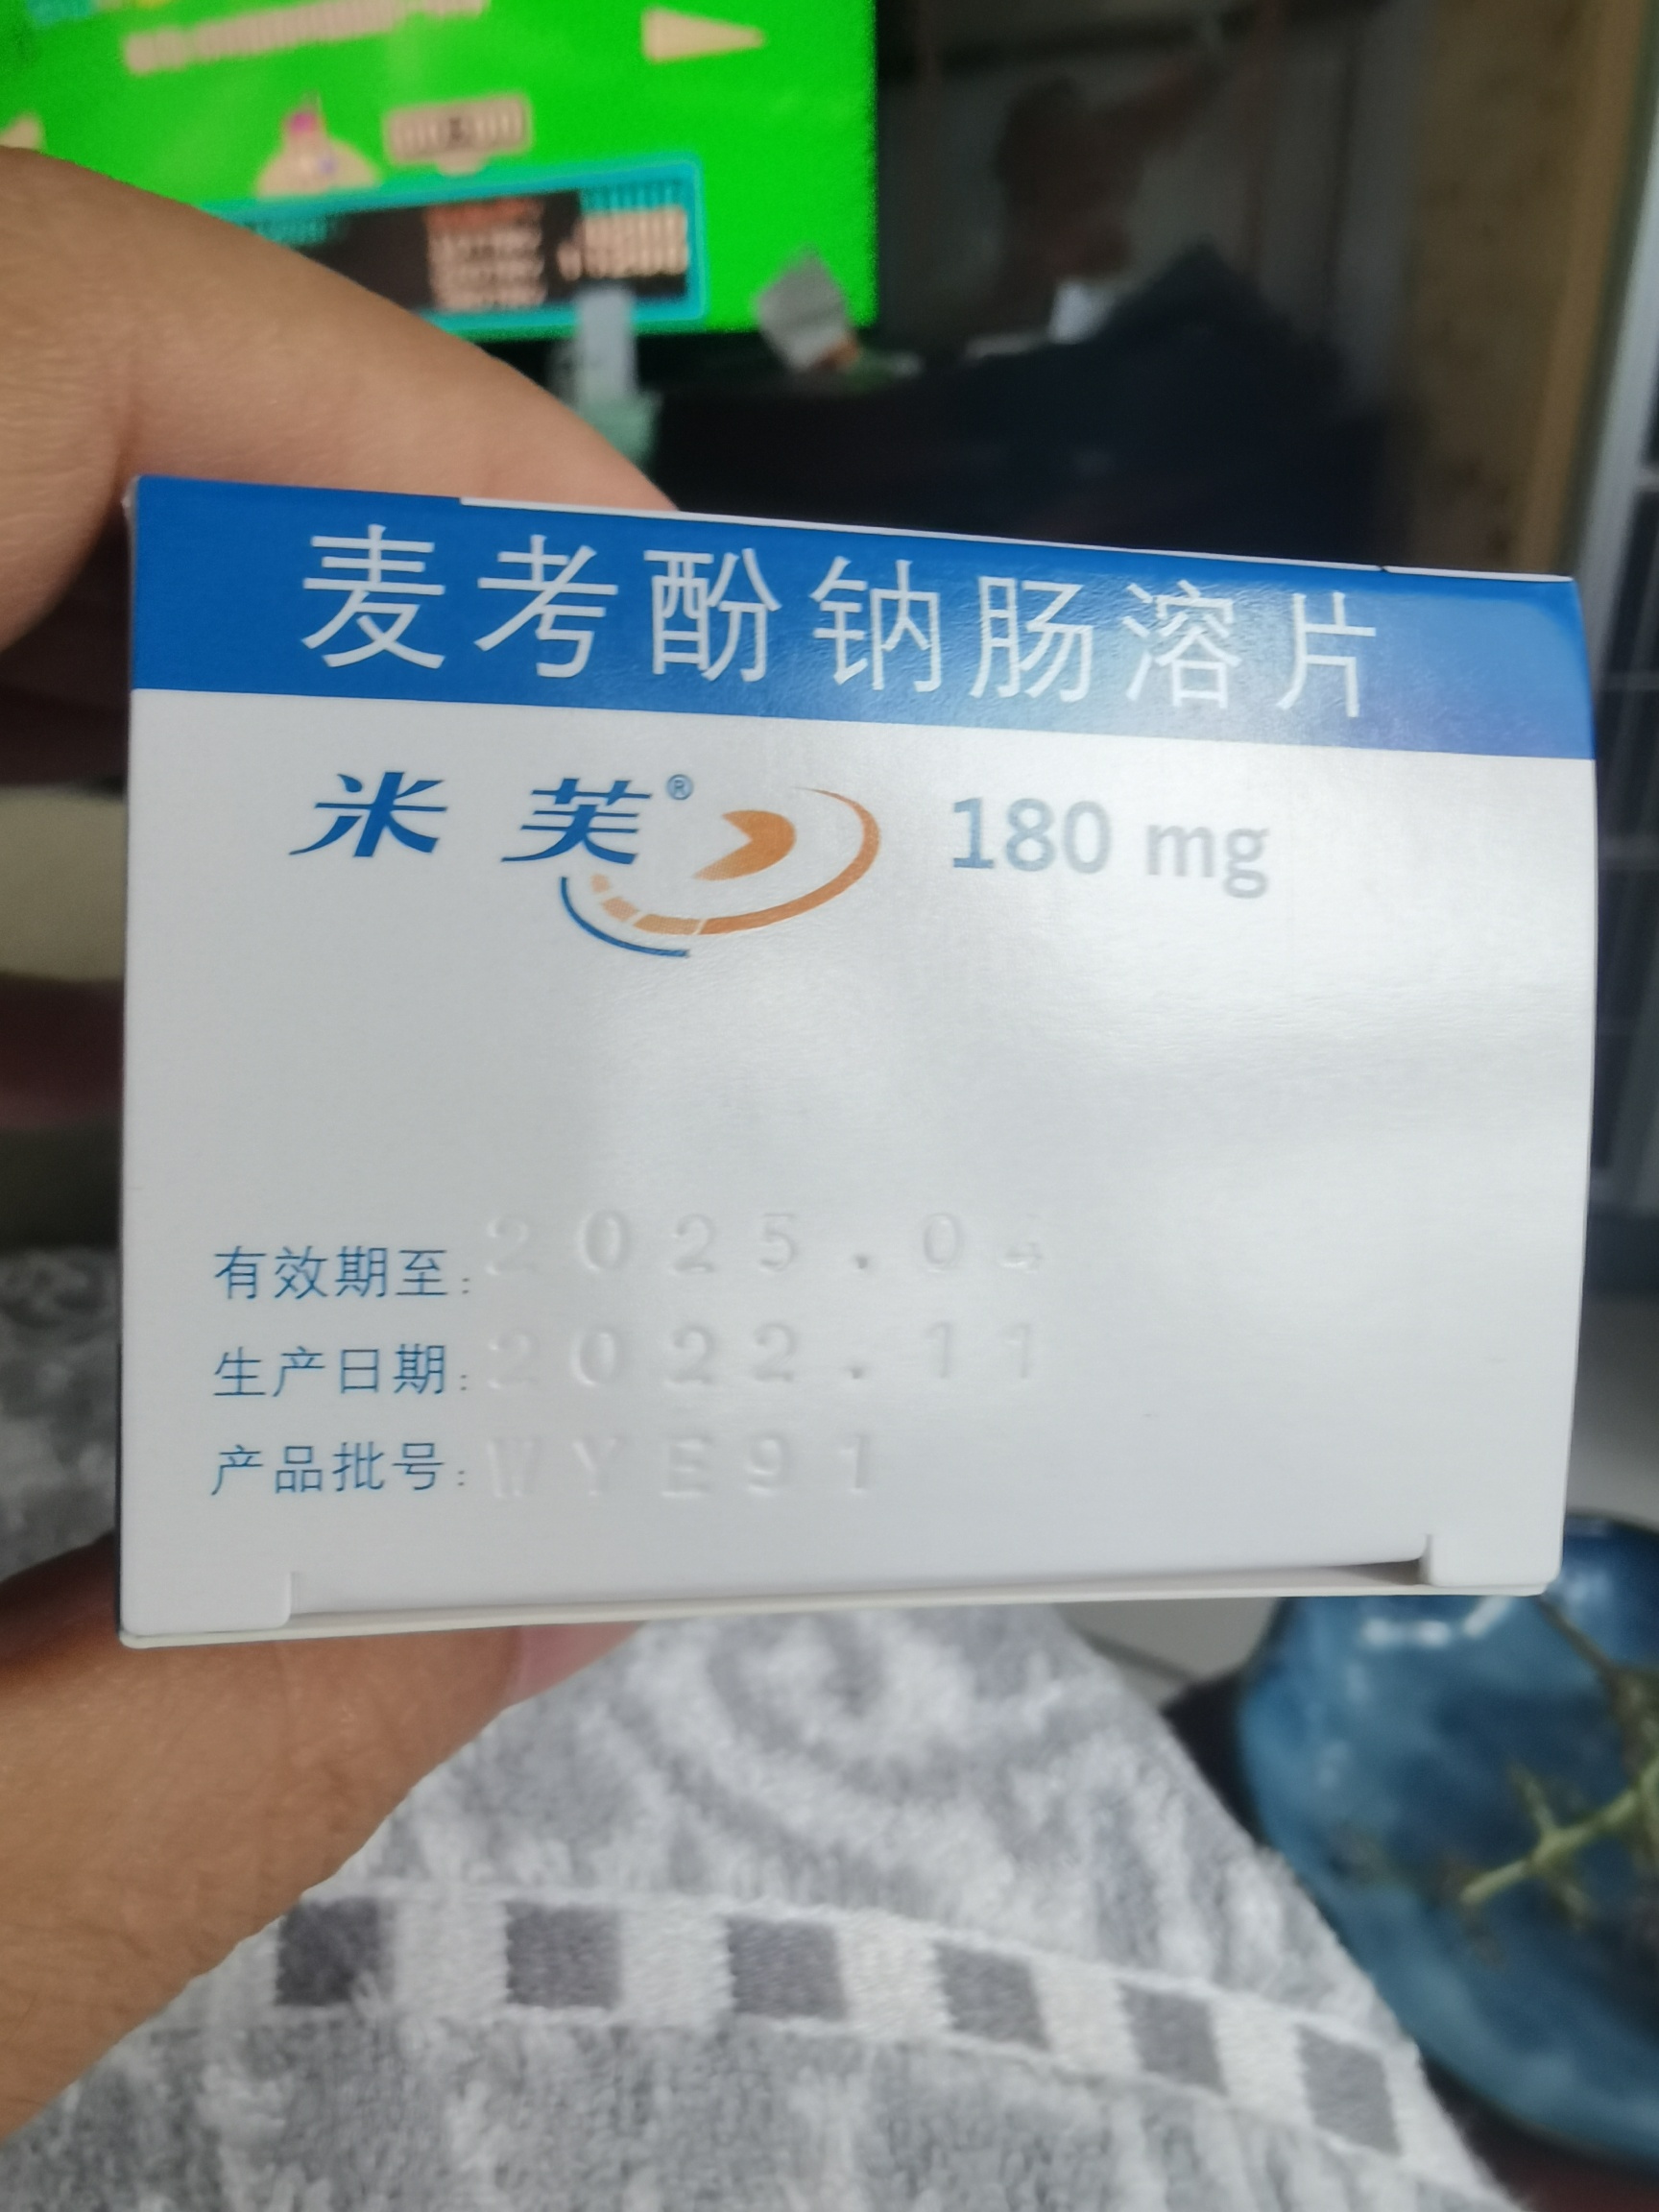 麦考酚钠肠溶片
米芙® 180 mg
有效期至: 2025.04
生产日期: 2022.11
产品批号: WYE91